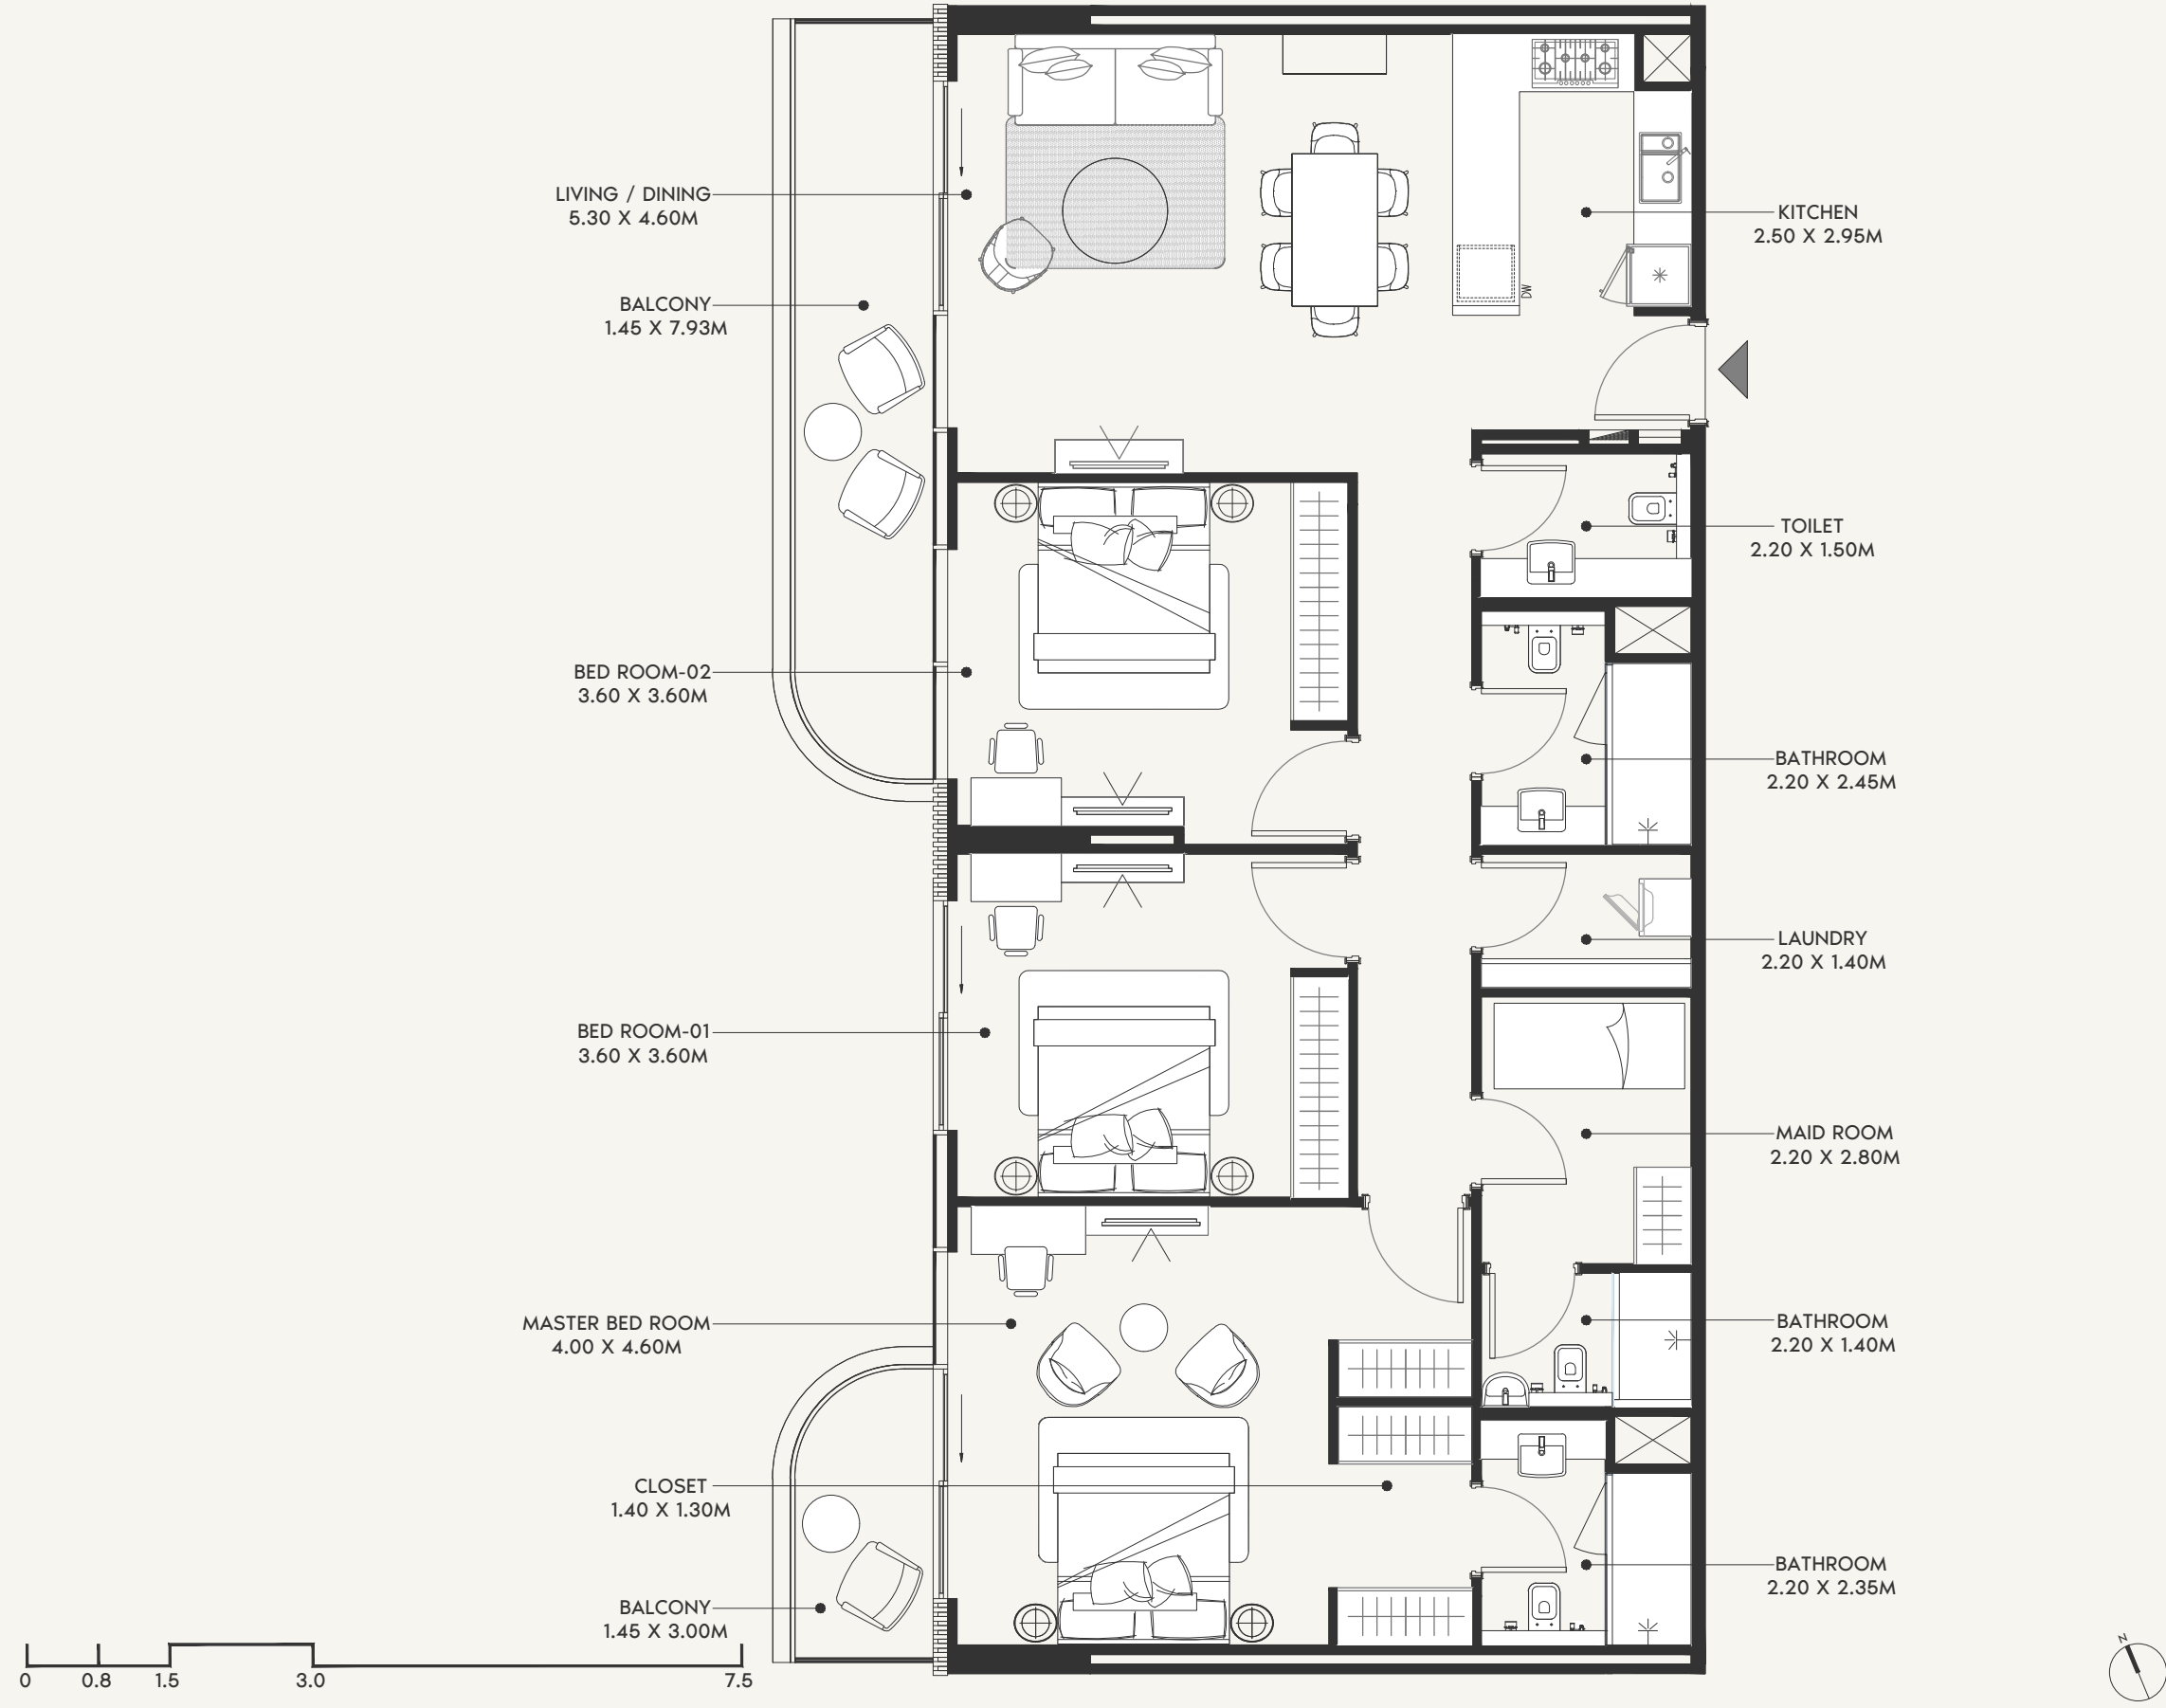 LIVING / DINING
5.30 X 4.60M
KITCHEN
2.50 X 2.95M
BALCONY
1.45 X 7.93M
DW
TOILET
2.20 X 1.50M
BED ROOM-02
3.60 X 3.60M
BATHROOM
2.20 X 2.45M
LAUNDRY
2.20 X 1.40M
BED ROOM-01
3.60 X 3.60M
MAID ROOM
2.20 X 2.80M
MASTER BED ROOM
4.00 X 4.60M
BATHROOM
2.20 X 1.40M
CLOSET
1.40 X 1.30M
BATHROOM
2.20 X 2.35M
BALCONY
1.45 X 3.00M
0 0.8 1.5 3.0 7.5
N